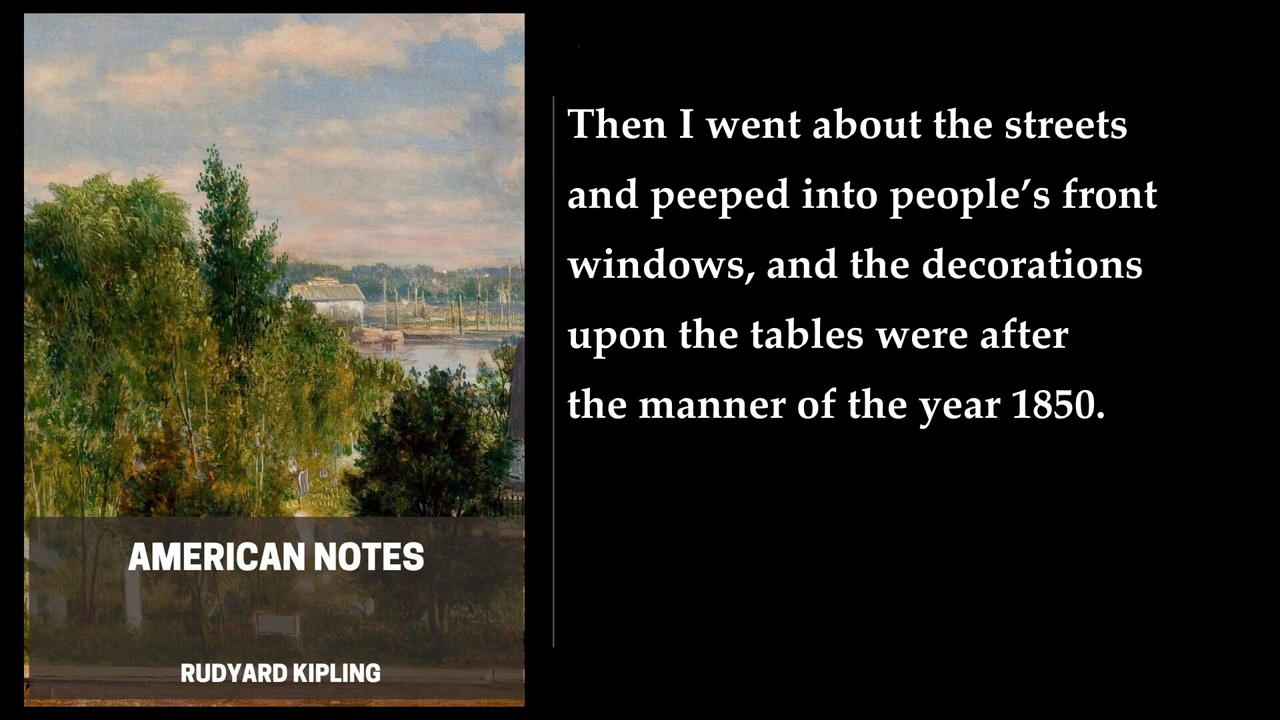 AMERICAN NOTES
RUDYARD KIPLING
Then I went about the streets
and peeped into people’s front
windows, and the decorations
upon the tables were after
the manner of the year 1850.